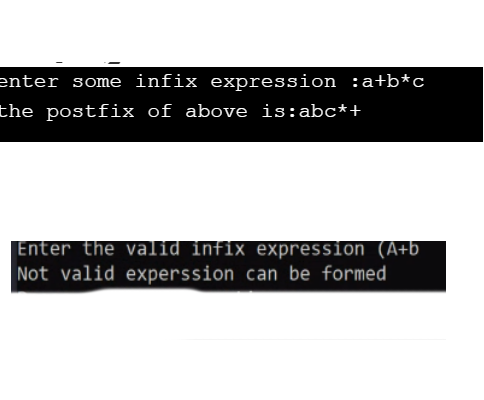 enter some infix expression :a+b*c
the postfix of above is:abc*+
Enter the valid infix expression (A+b
Not valid experssion can be formed